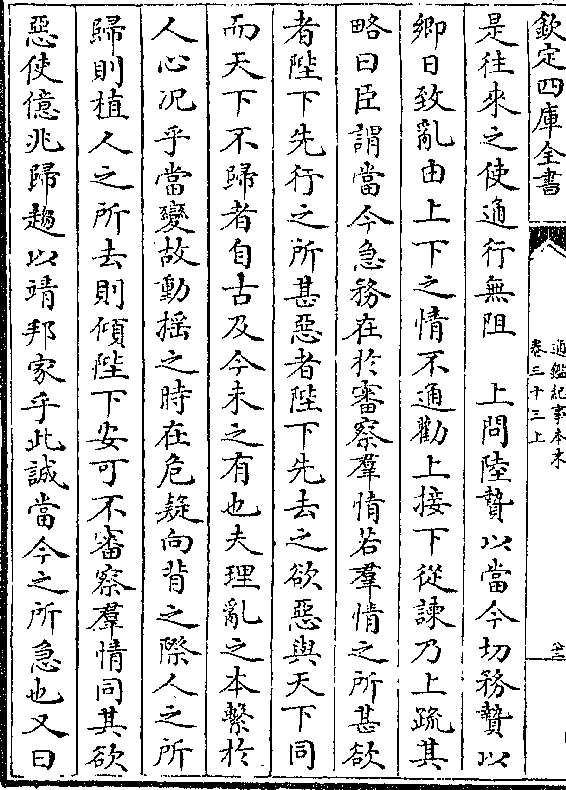 欽定四庫全書
通鑑紀事本末
卷三十三上
是往來之使通行無阻　上問陸贄以當今切務贄以
鄉日致亂由上下之情不通勸上接下從諫乃上疏其
略曰臣謂當今急務在於審察羣情若羣情之所甚欲
者陛下先行之所甚惡者陛下先去之欲惡與天下同
而天下不歸者自古及今未之有也夫理亂之本繫於
人心况乎當變故動揺之時在危疑向背之際人之所
歸則植人之所去則傾陛下安可不審察羣情同其欲
惡使億兆歸趨以靖邦家乎此誠當今之所急也又曰